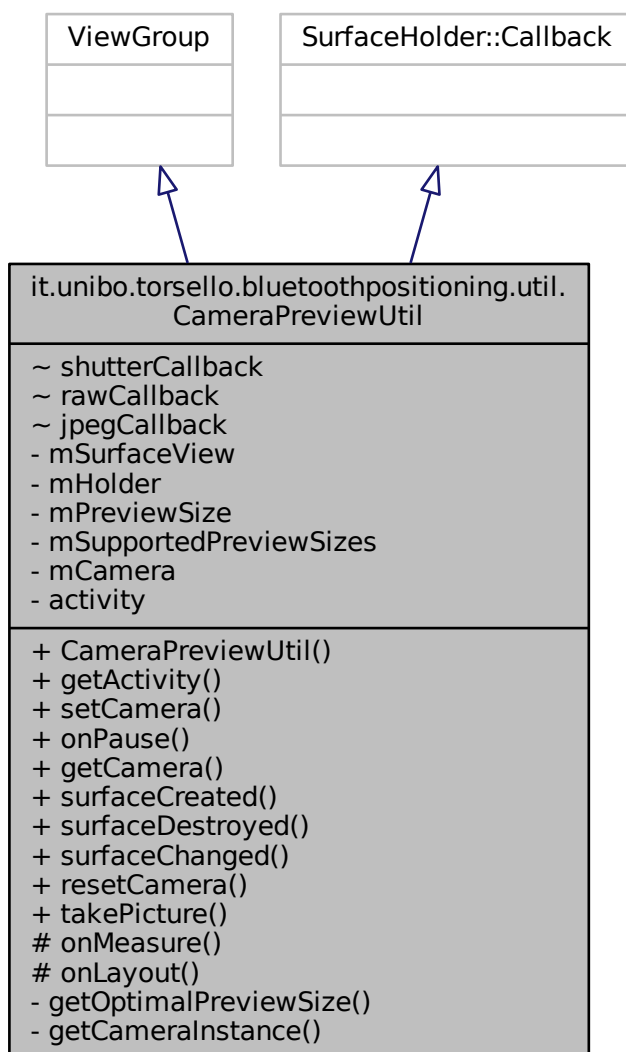 ViewGroup
SurfaceHolder::Callback
it.unibo.torsello.bluetoothpositioning.util.
CameraPreviewUtil
~ shutterCallback
~ rawCallback
~ jpegCallback
- mSurfaceView
- mHolder
- mPreviewSize
- mSupportedPreviewSizes
- mCamera
- activity
+ CameraPreviewUtil()
+ getActivity()
+ setCamera()
+ onPause()
+ getCamera()
+ surfaceCreated()
+ surfaceDestroyed()
+ surfaceChanged()
+ resetCamera()
+ takePicture()
# onMeasure()
# onLayout()
- getOptimalPreviewSize()
- getCameraInstance()